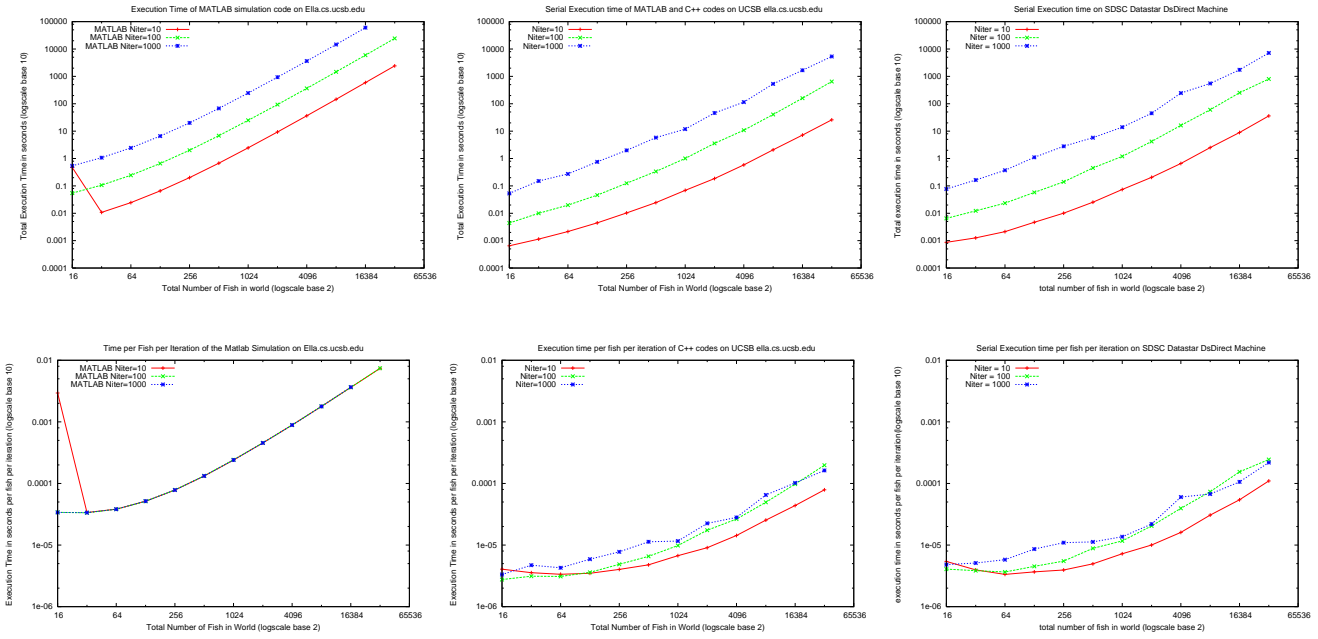 Execution Time of MATLAB simulation code on Ella.cs.ucsb.edu
100000
10000
1000
100
10
1
0.1
0.01
0.001
0.0001
16
64
256
1024
4096
16384
65536
MATLAB Niter=10
MATLAB Niter=100
MATLAB Niter=1000
Total Execution Time in seconds (logscale base 10)
Total Number of Fish in world (logscale base 2)
Serial Execution time of MATLAB and C++ codes on UCSB ella.cs.ucsb.edu
100000
10000
1000
100
10
1
0.1
0.01
0.001
0.0001
16
64
256
1024
4096
16384
65536
Niter=10
Niter=100
Niter=1000
Total Execution Time in seconds (logscale base 10)
Total Number of Fish in World (logscale base 2)
Serial Execution time on SDSC Datastar DsDirect Machine
100000
10000
1000
100
10
1
0.1
0.01
0.001
0.0001
16
64
256
1024
4096
16384
65536
Niter = 10
Niter = 100
Niter = 1000
Total execution time in seconds (logscale base 10)
total number of fish in world (logscale base 2)
Time per Fish per Iteration of the Matlab Simulation on Ella.cs.ucsb.edu
0.01
0.001
0.0001
1e-05
1e-06
16
64
256
1024
4096
16384
65536
MATLAB Niter=10
MATLAB Niter=100
MATLAB Niter=1000
Execution Time in seconds per fish per iteration (logscale base 10)
Total Number of Fish in World (logscale base 2)
Execution time per fish per iteration of C++ codes on UCSB ella.cs.ucsb.edu
0.01
0.001
0.0001
1e-05
1e-06
16
64
256
1024
4096
16384
65536
Niter=10
Niter=100
Niter=1000
Execution Time in seconds per fish per iteration (logscale base 10)
Total Number of Fish in World (logscale base 2)
Serial Execution time per fish per iteration on SDSC Datastar DsDirect Machine
0.01
0.001
0.0001
1e-05
1e-06
16
64
256
1024
4096
16384
65536
Niter = 10
Niter = 100
Niter = 1000
execution time in seconds per fish per iteration(logscale base 10)
Total number of fish in world (logscale base 2)